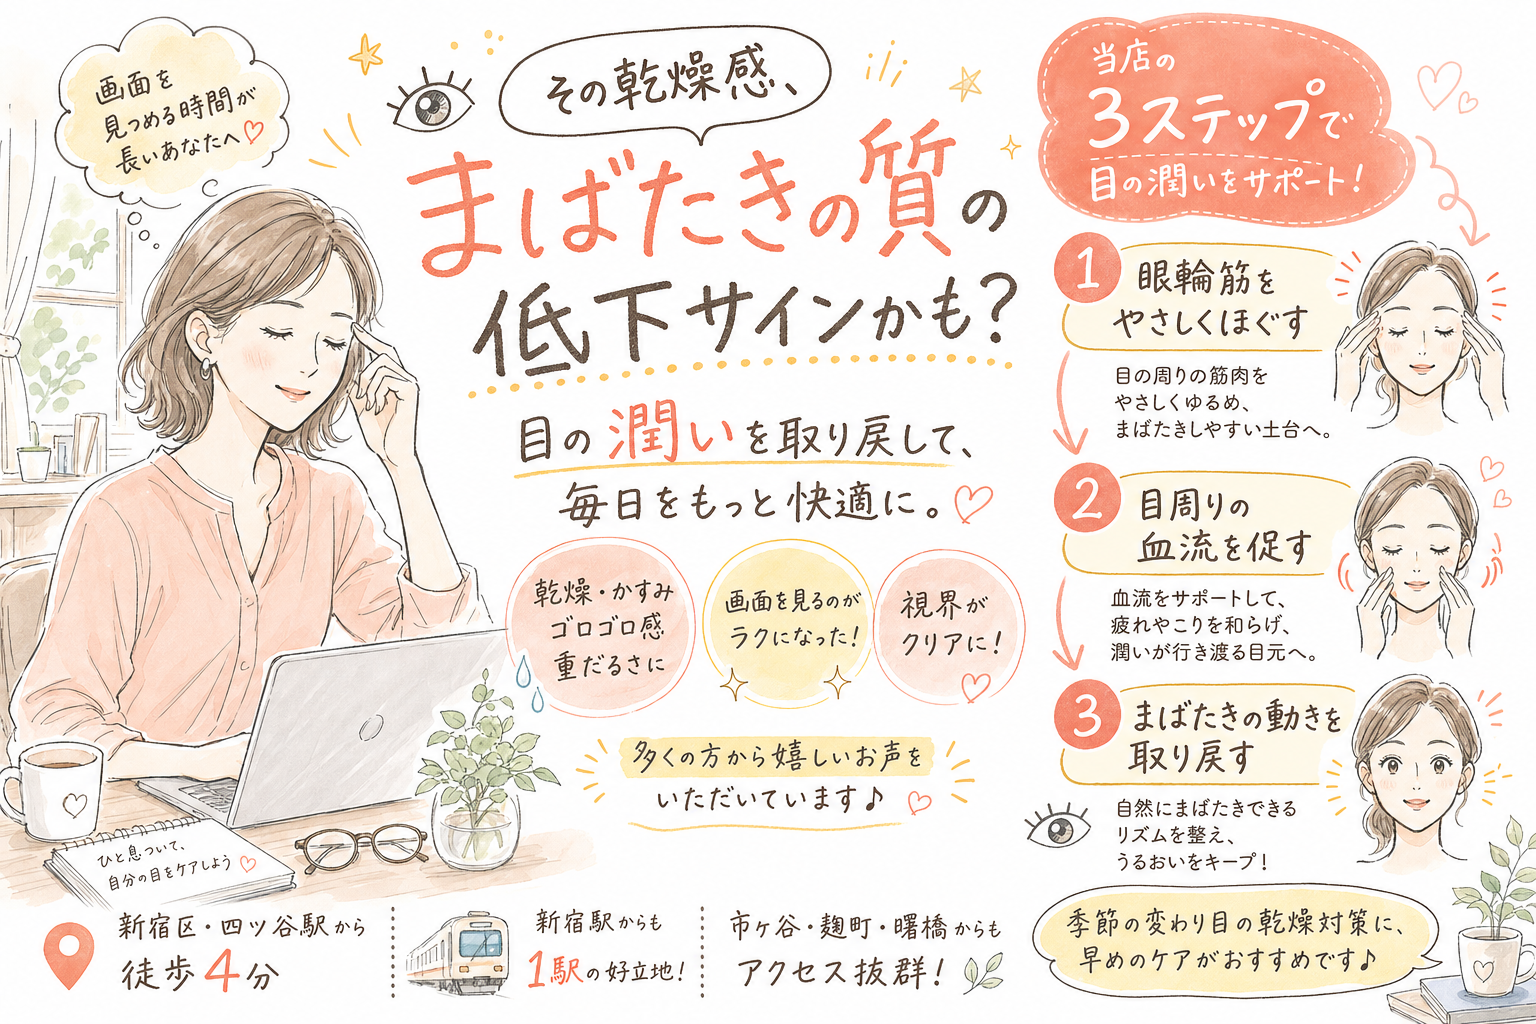 画面を
見つめる時間が
長いあなたへ♡
その乾燥感、
まばたきの質の
低下サインかも?
目の潤いを取り戻して、
毎日をもっと快適に。♡
乾燥・かすみ
ゴロゴロ感
重だるさに
画面を見るのが
ラクになった!
視界が
クリアに!
多くの方から嬉しいお声を
いただいています♪
ひと息ついて、
自分の目をケアしよう♡
当店の
3ステップで
目の潤いをサポート!
1
眼輪筋を
やさしくほぐす
目の周りの筋肉を
やさしくゆるめ、
まばたきしやすい土台へ。
2
目周りの
血流を促す
血流をサポートして、
疲れやこりを和らげ、
潤いが行き渡る目元へ。
3
まばたきの動きを
取り戻す
自然にまばたきできる
リズムを整え、
うるおいをキープ!
季節の変わり目の乾燥対策に、
早めのケアがおすすめです♪
新宿区・四ツ谷駅から
徒歩4分
新宿駅からも
1駅の好立地!
市ヶ谷・麹町・曙橋からも
アクセス抜群!